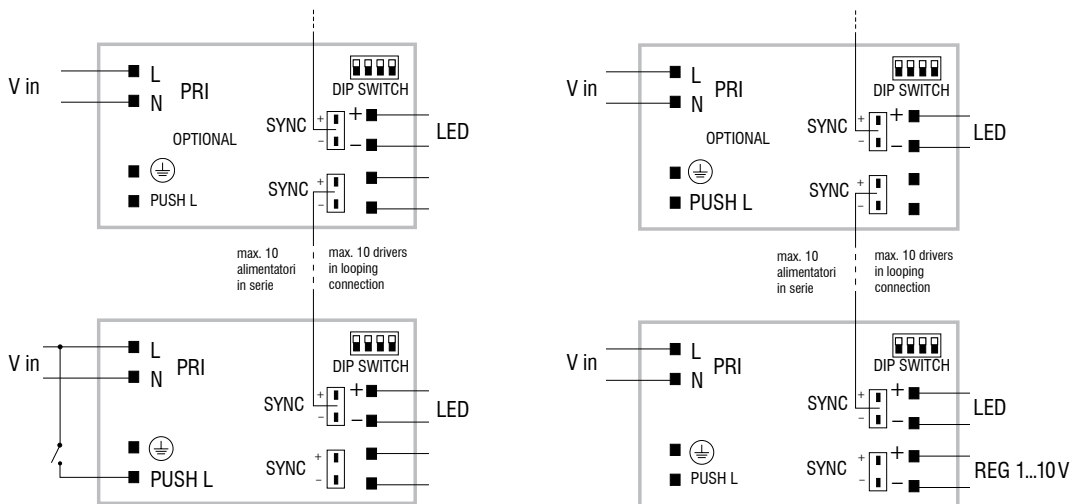 V in
L
N
PRI
OPTIONAL
PUSH L
DIP SWITCH
SYNC
+
–
+
–
LED
SYNC
+
–
max. 10
alimentatori
in serie
max. 10 drivers
in looping
connection
V in
L
N
PRI
PUSH L
DIP SWITCH
SYNC
+
–
+
–
LED
SYNC
+
–
V in
L
N
PRI
OPTIONAL
PUSH L
DIP SWITCH
SYNC
+
–
+
–
LED
SYNC
+
–
max. 10
alimentatori
in serie
max. 10 drivers
in looping
connection
V in
L
N
PRI
PUSH L
DIP SWITCH
SYNC
+
–
+
–
LED
SYNC
+
–
+
–
REG 1...10 V